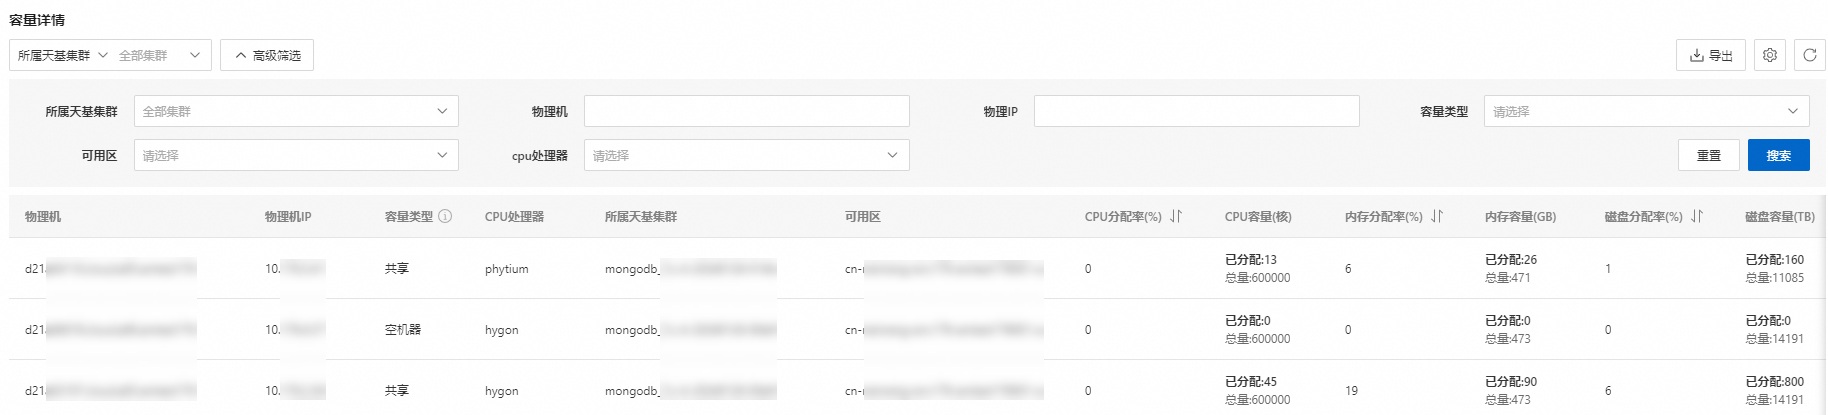 容量详情
所属天基集群 全部集群 高级筛选 导出
所属天基集群 全部集群 物理机 物理IP 容量类型 请选择
可用区 请选择 cpu处理器 请选择 重置 搜索
物理机 物理机IP 容量类型 CPU处理器 所属天基集群 可用区 CPU分配率(%) CPU容量(核) 内存分配率(%) 内存容量(GB) 磁盘分配率(%) 磁盘容量(TB)
d21 10. 共享 phytium mongodb_ cn- 0 已分配:13 6 已分配:26 1 已分配:160
总量:600000 总量:471 总量:11085
d21 10. 空机器 hygon mongodb_ cn- 0 已分配:0 0 已分配:0 0 已分配:0
总量:600000 总量:473 总量:14191
d21 10. 共享 hygon mongodb_ cn- 0 已分配:45 19 已分配:90 6 已分配:800
总量:600000 总量:473 总量:14191